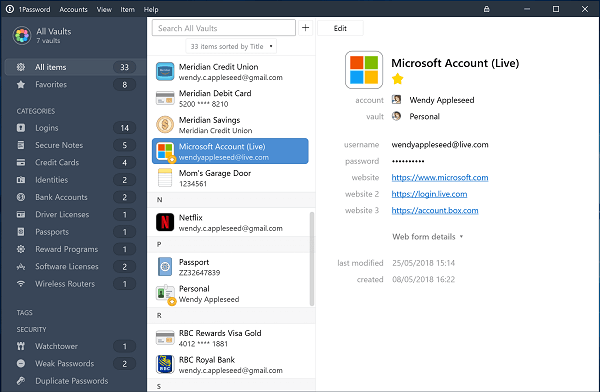 1Password Accounts View Item Help
All Vaults
7 vaults
All items 33
Favorites 8
CATEGORIES
Logins 14
Secure Notes 5
Credit Cards 4
Identities 2
Bank Accounts 2
Driver Licenses 1
Passports 1
Reward Programs 1
Software Licenses 2
Wireless Routers 1
TAGS
SECURITY
Watchtower 1
Weak Passwords 2
Duplicate Passwords
Search All Vaults
33 items sorted by Title
Meridian Credit Union
wendy.c.appleseed@gmail.com
Meridian Debit Card
5200 **** 8210
Meridian Savings
Meridian Credit Union
Microsoft Account (Live)
wendyappleseed@live.com
Mom's Garage Door
1234561
N
Netflix
wendy.c.appleseed@gmail.com
P
Passport
ZZ32647839
Personal
Wendy Appleseed
R
RBC Rewards Visa Gold
4012 **** 1881
RBC Royal Bank
wendy.c.appleseed@gmail.com
S
Edit
Microsoft Account (Live)
account Wendy Appleseed
vault Personal
username wendyappleseed@live.com
password ••••••••••
website https://www.microsoft.com
website 2 https://login.live.com
website 3 https://account.box.com
Web form details
last modified 25/05/2018 15:14
created 08/05/2018 16:22